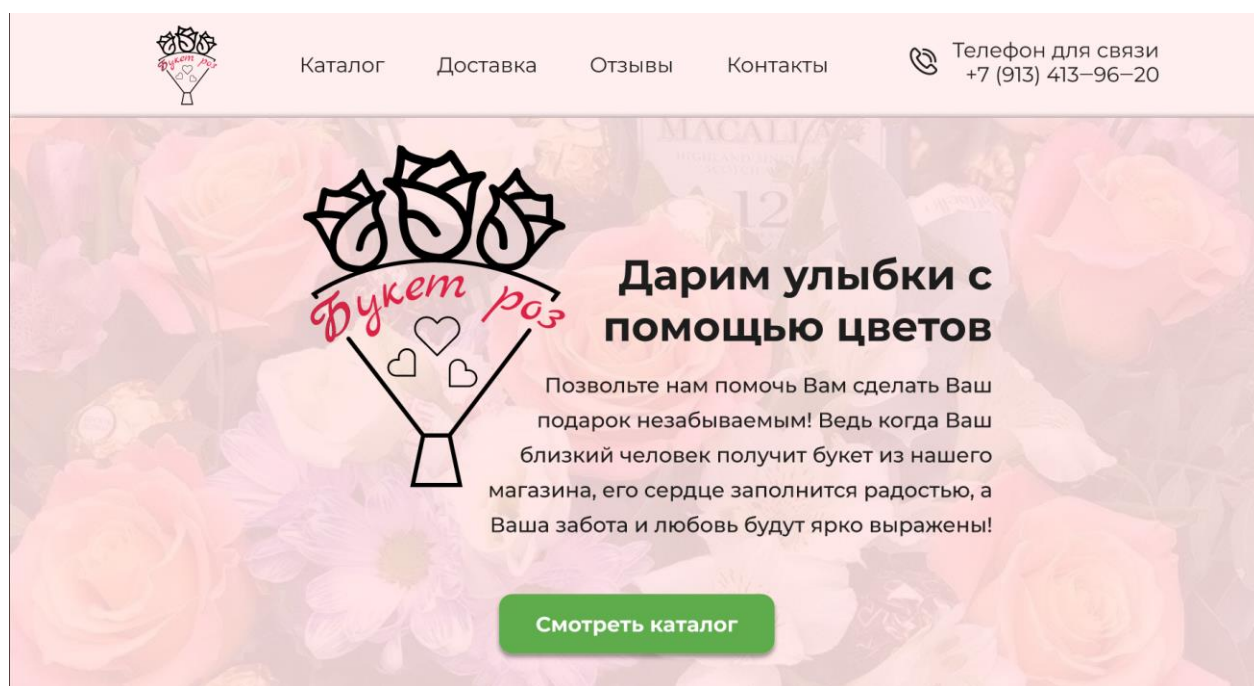 Букет роз
Каталог
Доставка
Отзывы
Контакты
Телефон для связи
+7 (913) 413–96–20
12
Букет роз
Дарим улыбки с
помощью цветов
Позвольте нам помочь Вам сделать Ваш
подарок незабываемым! Ведь когда Ваш
близкий человек получит букет из нашего
магазина, его сердце заполнится радостью, а
Ваша забота и любовь будут ярко выражены!
Смотреть каталог